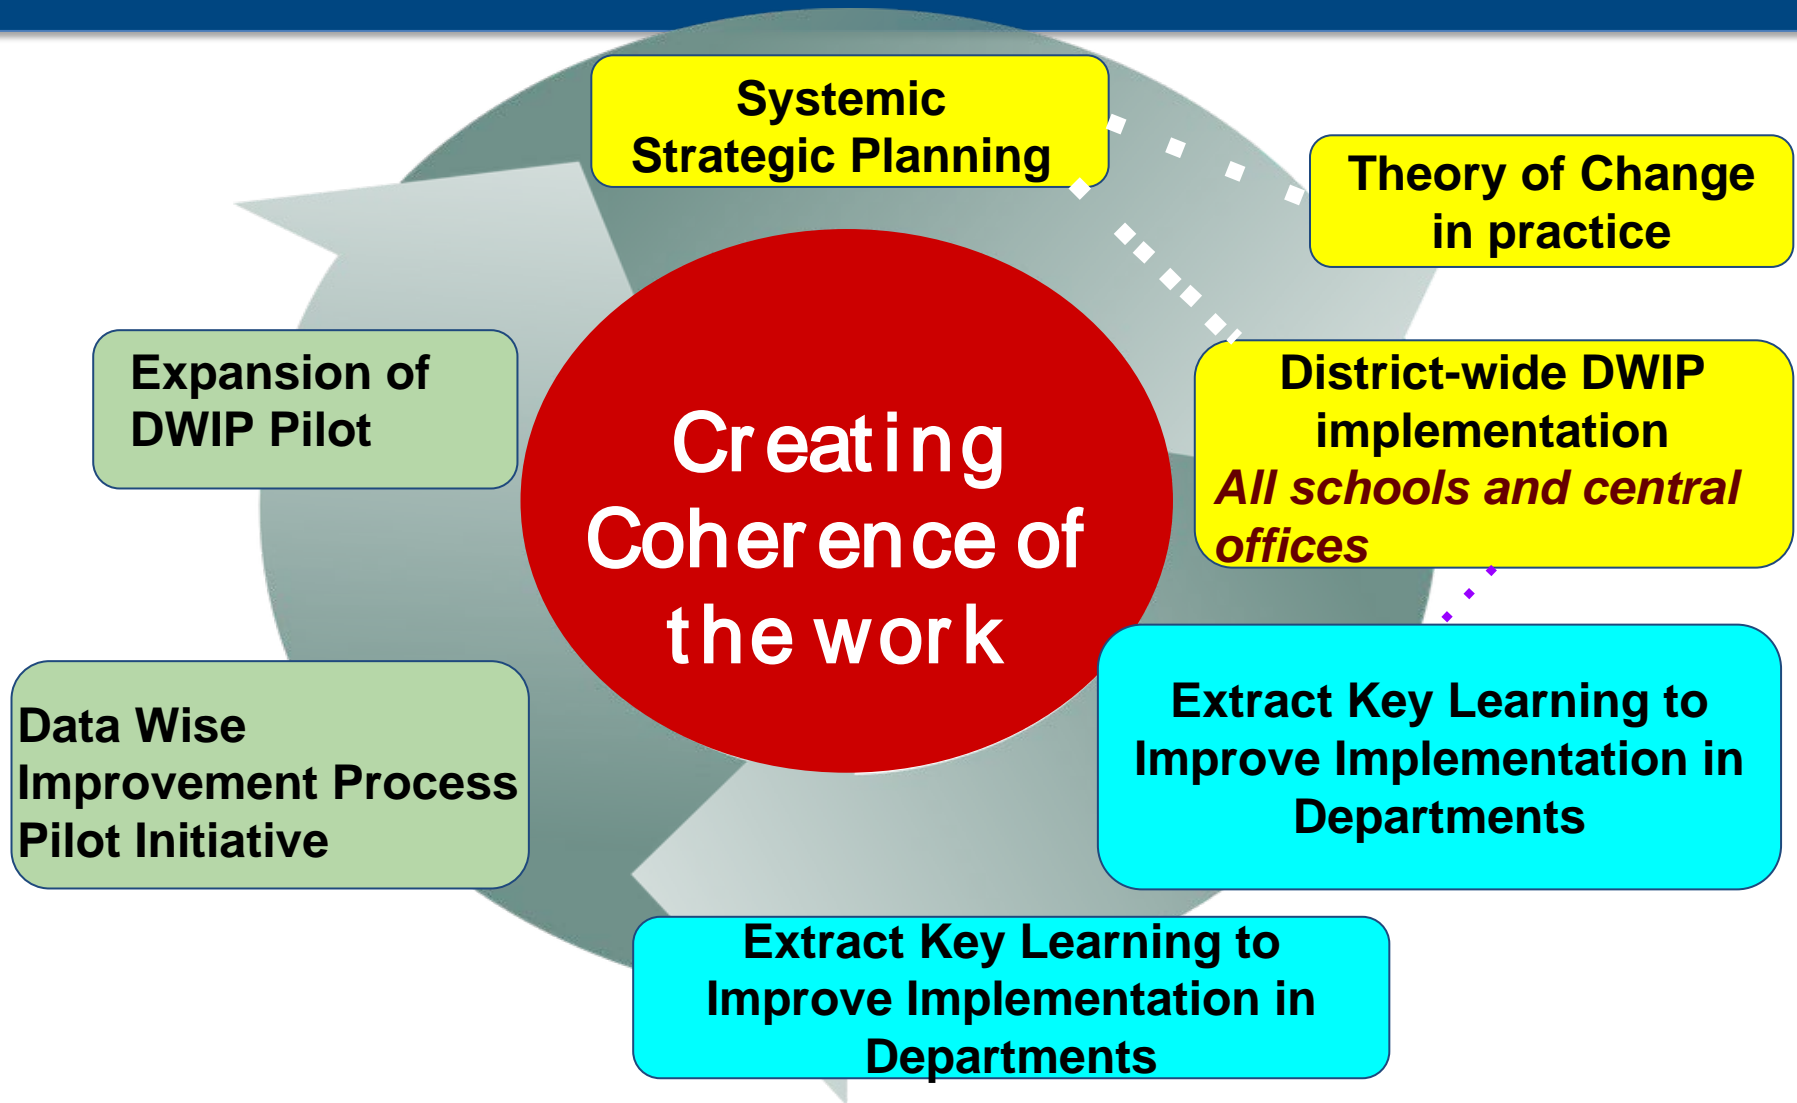 Systemic
Strategic Planning
Theory of Change
in practice
District-wide DWIP
implementation
All schools and central
offices
Extract Key Learning to
Improve Implementation in
Departments
Extract Key Learning to
Improve Implementation in
Departments
Data Wise
Improvement Process
Pilot Initiative
Expansion of
DWIP Pilot
Creating
Coherence of
the work